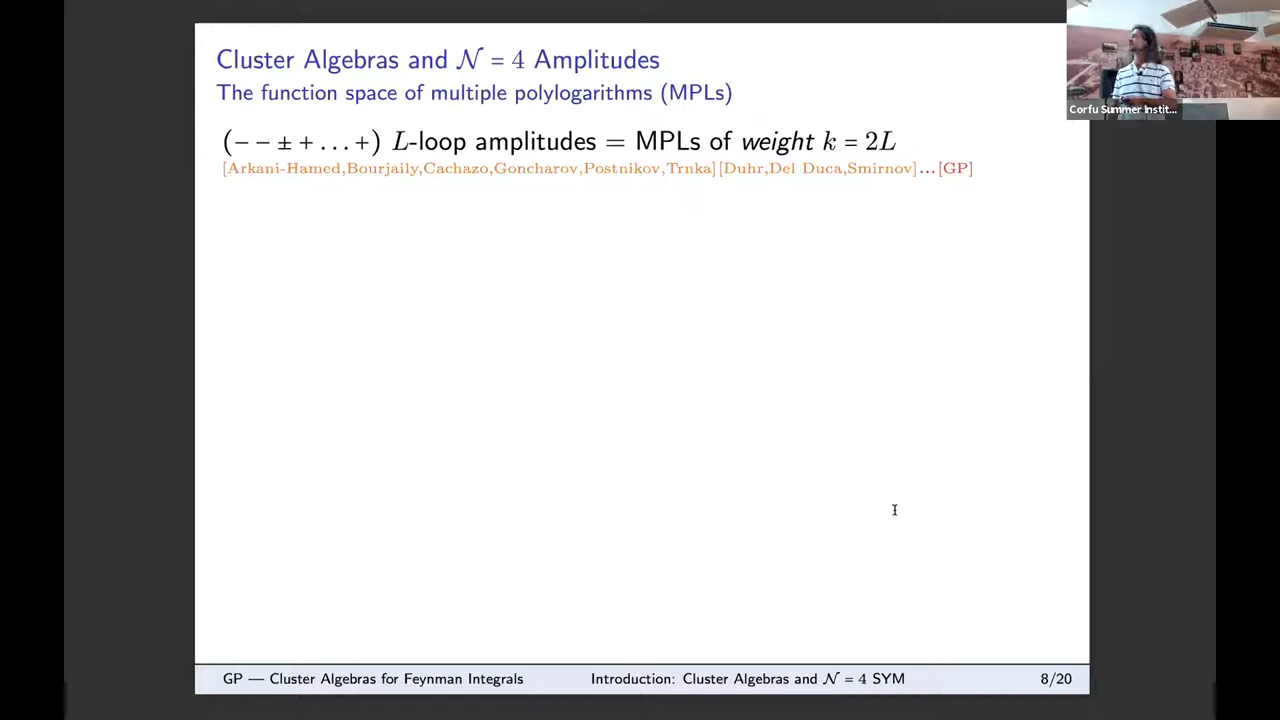 Cluster Algebras and 𝒩 = 4 Amplitudes
The function space of multiple polylogarithms (MPLs)
(− − ± + … +) L-loop amplitudes = MPLs of weight k = 2L
[Arkani-Hamed,Bourjaily,Cachazo,Goncharov,Postnikov,Trnka][Duhr,Del Duca,Smirnov]…[GP]
Corfu Summer Instit...
GP — Cluster Algebras for Feynman Integrals Introduction: Cluster Algebras and 𝒩 = 4 SYM 8/20